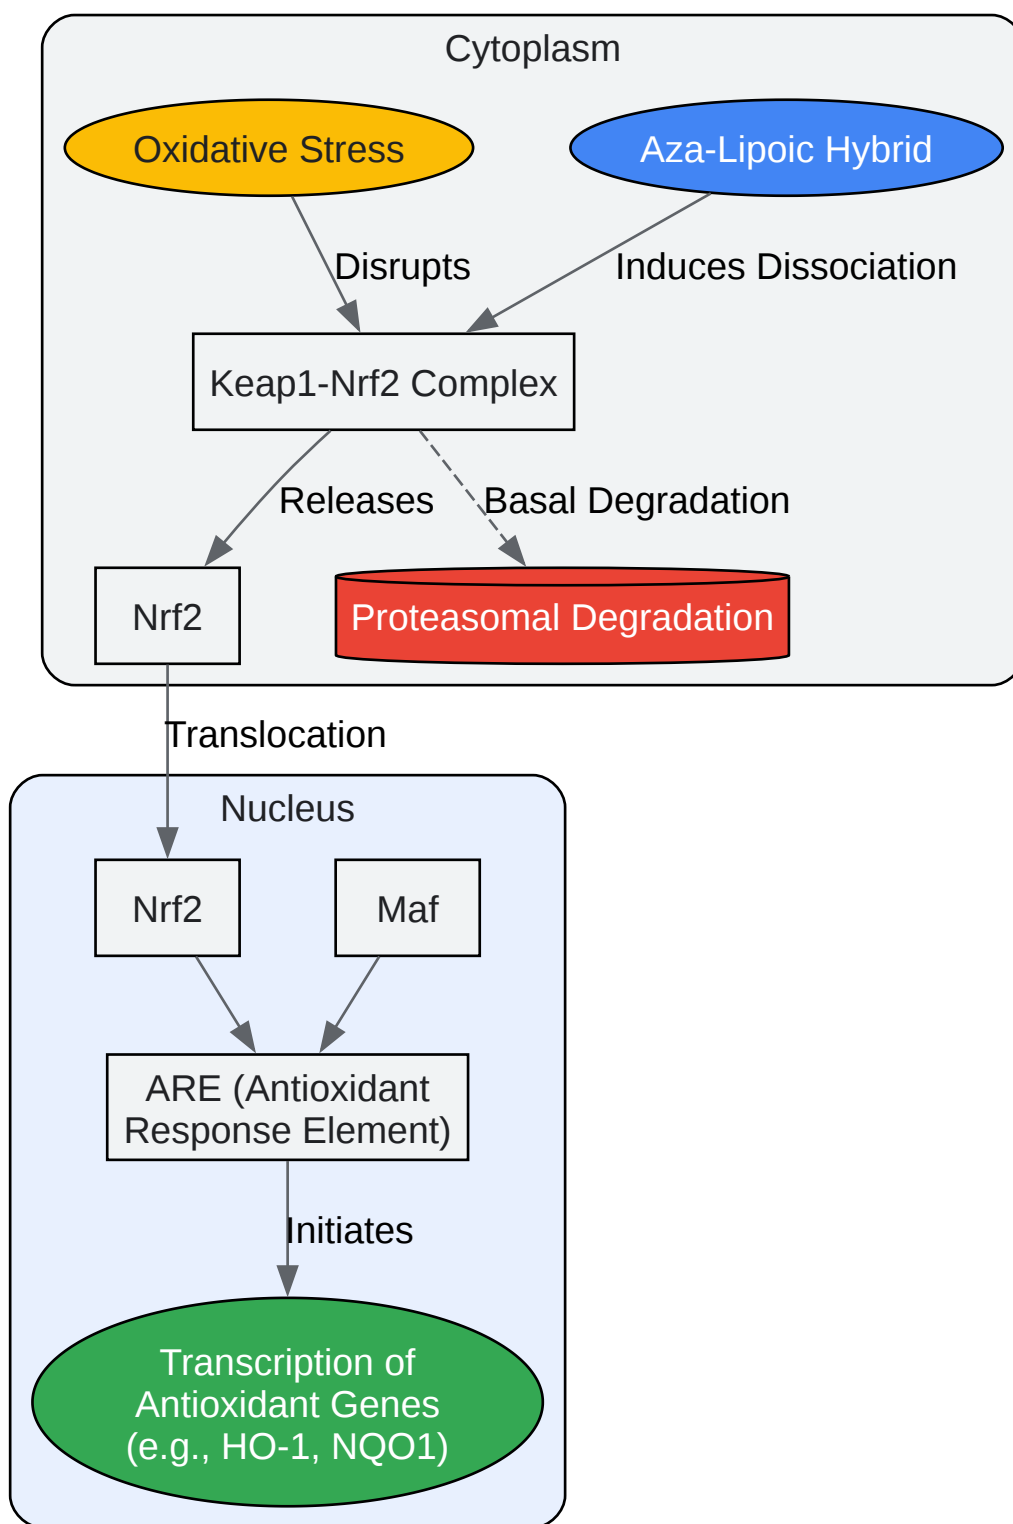 Cytoplasm
Oxidative Stress
Aza-Lipoic Hybrid
Disrupts
Induces Dissociation
Keap1-Nrf2 Complex
Releases
Basal Degradation
Nrf2
Proteasomal Degradation
Translocation
Nucleus
Nrf2
Maf
ARE (Antioxidant
Response Element)
Initiates
Transcription of
Antioxidant Genes
(e.g., HO-1, NQO1)